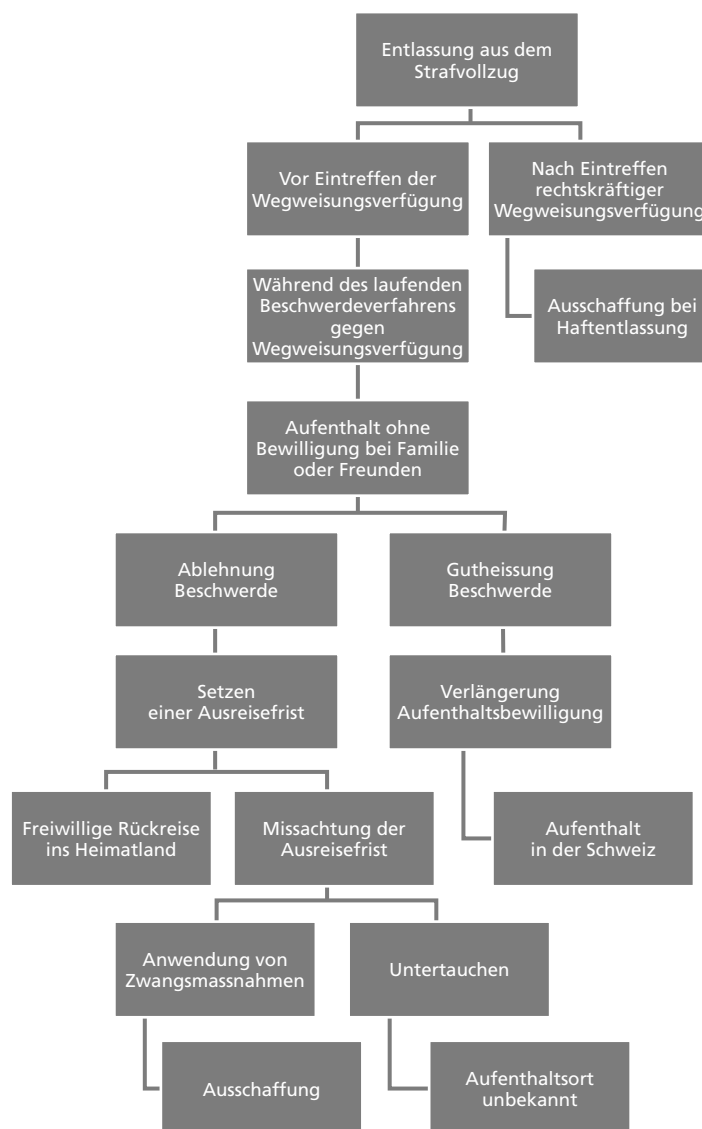 Entlassung aus dem
Strafvollzug
Vor Eintreffen der
Wegweisungsverfügung
Nach Eintreffen
rechtskräftiger
Wegweisungsverfügung
Während des laufenden
Beschwerdeverfahrens
gegen
Wegweisungsverfügung
Ausschaffung bei
Haftentlassung
Aufenthalt ohne
Bewilligung bei Familie
oder Freunden
Ablehnung
Beschwerde
Gutheissung
Beschwerde
Setzen
einer Ausreisefrist
Verlängerung
Aufenthaltsbewilligung
Freiwillige Rückreise
ins Heimatland
Missachtung der
Ausreisefrist
Aufenthalt
in der Schweiz
Anwendung von
Zwangsmassnahmen
Untertauchen
Ausschaffung
Aufenthaltsort
unbekannt